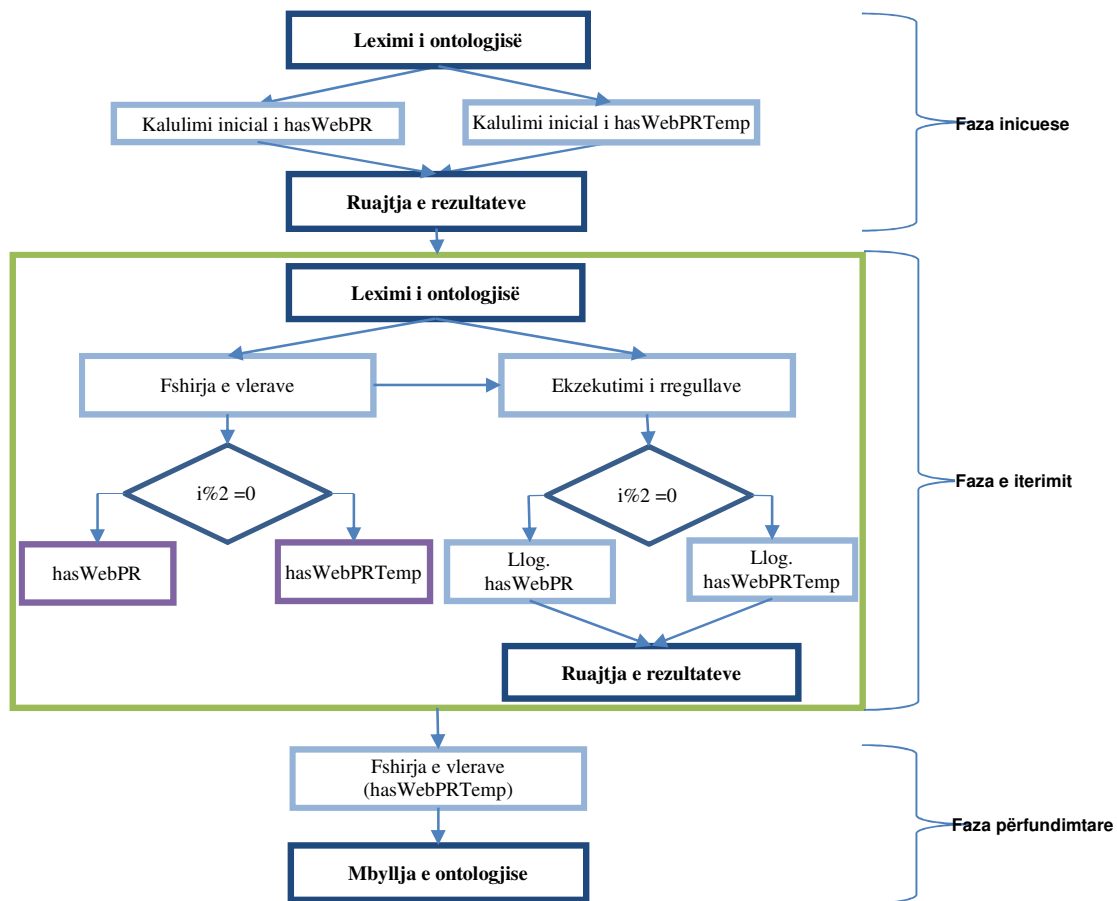 Leximi i ontologjisë
Kalulimi inicial i hasWebPR
Kalulimi inicial i hasWebPRTemp
Faza inicuese
Ruajtja e rezultateve
Leximi i ontologjisë
Fshirja e vlerave
Ekzekutimi i rregullave
i%2 =0
i%2 =0
Faza e iterimit
hasWebPR
hasWebPRTemp
Llog.
hasWebPR
Llog.
hasWebPRTemp
Ruajtja e rezultateve
Fshirja e vlerave
(hasWebPRTemp)
Faza përfundimtare
Mbyllja e ontologjise